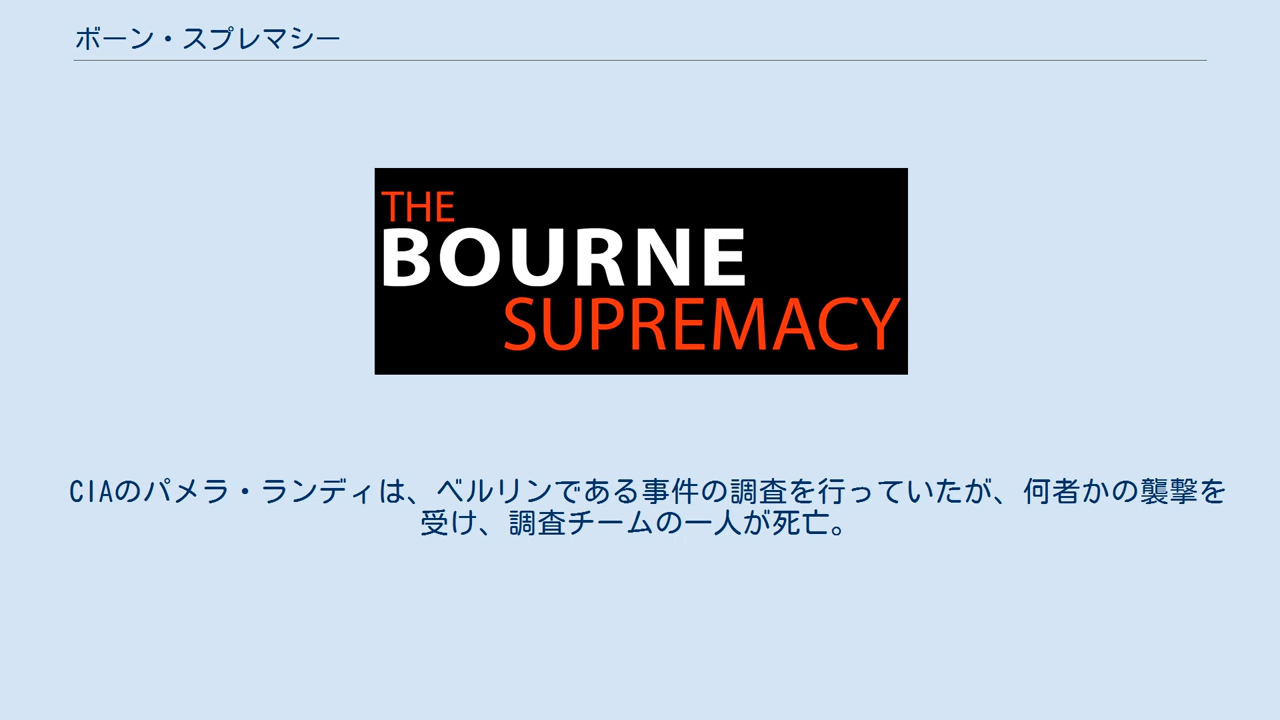 ボーン・スプレマシー
THE
BOURNE
SUPREMACY
CIAのパメラ・ランディは、ベルリンである事件の調査を行っていたが、何者かの襲撃を
受け、調査チームの一人が死亡。